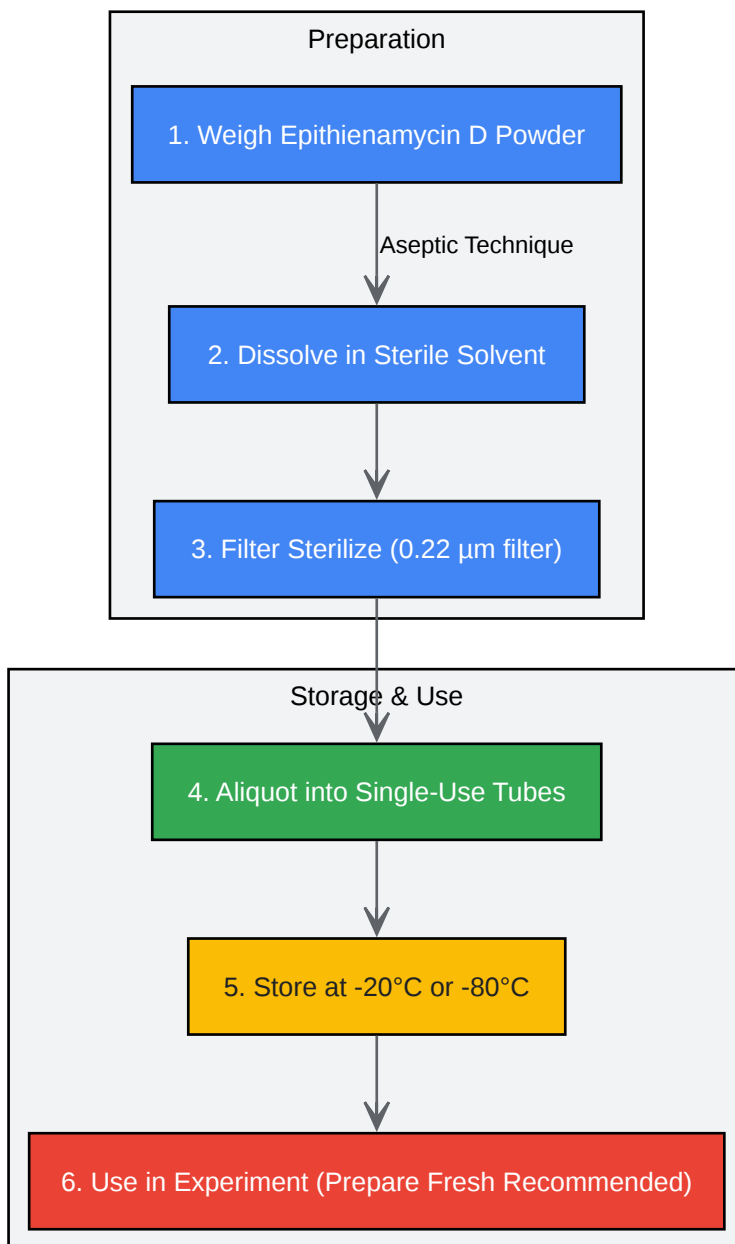 Preparation
1. Weigh Epithienamycin D Powder
Aseptic Technique
2. Dissolve in Sterile Solvent
3. Filter Sterilize (0.22 µm filter)
Storage & Use
4. Aliquot into Single-Use Tubes
5. Store at -20°C or -80°C
6. Use in Experiment (Prepare Fresh Recommended)